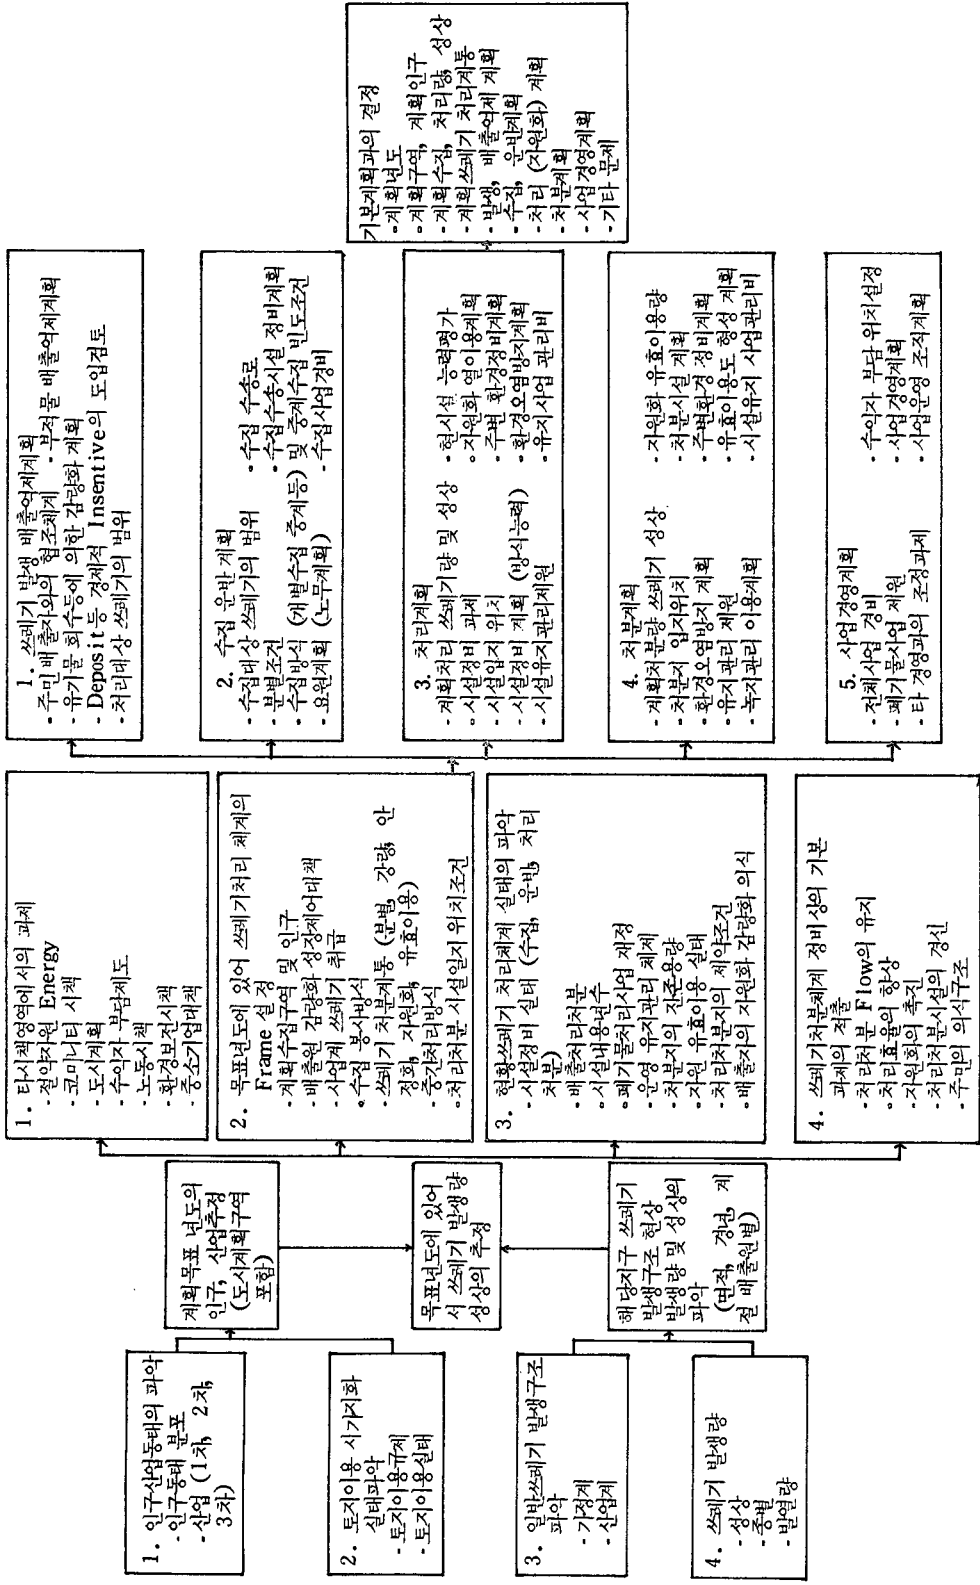 1. 인구산업동태의 파악
- 인구동태 분포
- 산업 (1차, 2차,
3차)
2. 토지이용 시가지화
실태파악
- 토지이용규제
- 토지이용실태
3. 일반쓰레기 발생구조
파악
- 가정계
- 산업계
4. 쓰레기 발생량
- 성상
- 종별
- 발열량
계획목표 년도의
인구, 산업추정
(도시계획구역
포함)
목표년도에 있어
서 쓰레기 발생량
성상의 추정
해당지구 쓰레기
발생구조 현상
발생량 및 성상의
파악
(면적, 경년, 계
절 배출원별)
1. 타시책영역에서의 과제
- 절약자원 Energy
- 코미니티 시책
- 도시계획
- 수익자 부담제도
- 노동시책
- 환경보전시책
- 중소기업대책
2. 목표년도에 있어 쓰레기처리 체계의
Frame 설정
- 계획수집구역 및 인구
- 배출원 감량화 성장제어대책
- 사업계 쓰레기 취급
- 수집 봉사방식
- 쓰레기 처분계통 (분별, 감량, 안
정화, 자원화, 유효이용)
- 중간처리방식
- 처리처분 시설입지 위치조건
3. 현황쓰레기 처리체계 실태의 파악
- 시설정비 실태 (수집, 운반, 처리
처분)
- 배출처리처분
- 시설내용년수
- 폐기물처리사업 재정
- 운영 유지관리 체제
- 처분지의 잔존용량
- 자원 유효이용 실태
- 처리처분지의 제약조건
- 배출자의 자원화 감량화 의식
4. 쓰레기처분체계 정비상의 기본
과제의 적출
- 처리처분 Flow의 유지
- 처리효율의 향상
- 자원화의 촉진
- 처리처분시설의 갱신
- 주민의 의식구조
1. 쓰레기 발생 배출억제계획
- 주민 배출자와의 협조체계 - 부적물 배출억제계획
- 유기물 회수등에 의한 감량화 계획
- Deposit등 경제적 Insentive의 도입검토
- 처리대상 쓰레기의 범위
2. 수집 운반 계획
- 수집대상 쓰레기의 범위 - 수집 수송로
- 분별조건 - 수집수송시설 정비계획
- 수집방식 (개별수집 중계등) 및 중계수집 빈도조건
- 요원계획 (노무계획) - 수집사업경비
3. 처리계획
- 계획처리 쓰레기량 및 성상 - 현시설 능력평가
- 시설정비 과제 - 자원화 열이용계획
- 시설입지 위치 - 주변 환경정비계획
- 시설정비 계획 (방식능력) - 환경오염방지계획
- 시설유지관리제원 - 유지사업 관리비
4. 처분계획
- 계획처분량 쓰레기 성상 - 자원화 유효이용량
- 처분지 입지위치 - 처분시설 계획
- 환경오염방지 계획 - 주변환경 정비계획
- 유지관리 제원 - 유효이용도 형성 계획
- 녹지관리 이용계획 - 시설유지 사업관리비
5. 사업경영계획
- 전체사업 경비 - 수익자 부담 위치설정
- 폐기물사업 제원 - 사업경영계획
- 타 경영과의 조정과제 - 사업운영 조직계획
기본계획과의 결정
- 계획년도
- 계획구역, 계획인구
- 계획수집, 처리량, 성상
- 계획쓰레기 처리계통
- 발생, 배출억제 계획
- 수집, 운반계획
- 처리 (자원화) 계획
- 처분계획
- 사업경영계획
- 기타 문제